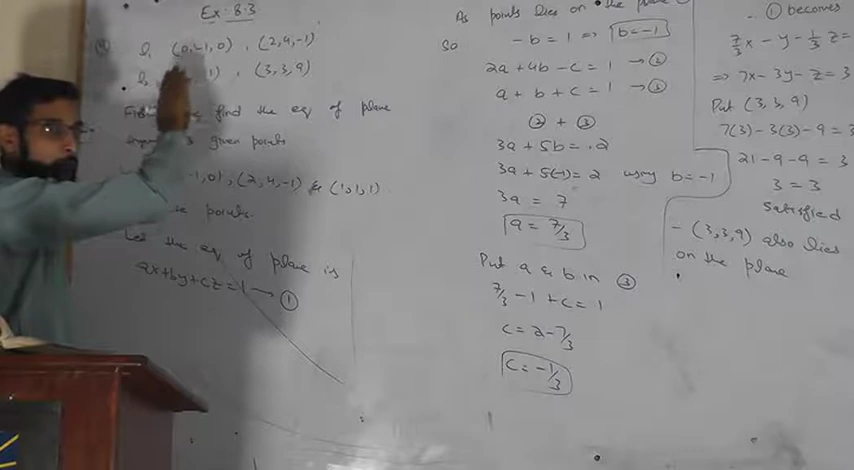 Ex: 8.3
l₁ (0,-1,0) , (2,4,-1)
1) , (3,3,9)
find the eq of plane
given points
-1,0) , (2,4,-1) & (1,1,1)
points.
Let the eq of plane is
ax+by+cz=1 → ①
As points lies on the plane
So -b=1 => b=-1
2a+4b-c=1 → ②
a+b+c=1 → ③
② + ③
3a+5b=2
3a+5(-1)=2 using b=-1
3a=7
a=7/3
Put a & b in ③
7/3-1+c=1
c=2-7/3
c=-1/3
① becomes
7/3x-y-1/3z=
=> 7x-3y-z=3
Put (3,3,9)
7(3)-3(3)-9=3
21-9-9=3
3=3
Satisfied
- (3,3,9) also lies
on the plane